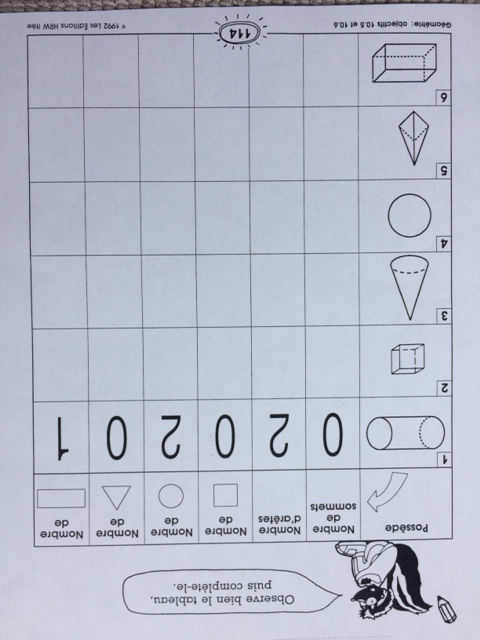 Observe bien le tableau,
puis complète-le.
Possède
Nombre
de
sommets
Nombre
d'arêtes
Nombre
de
Nombre
de
Nombre
de
Nombre
de
1
0 2 0 2 0 1
2
3
4
5
6
Géométrie: objectifs 10.5 et 10.6
114
© 1992 Les Éditions HRW ltée